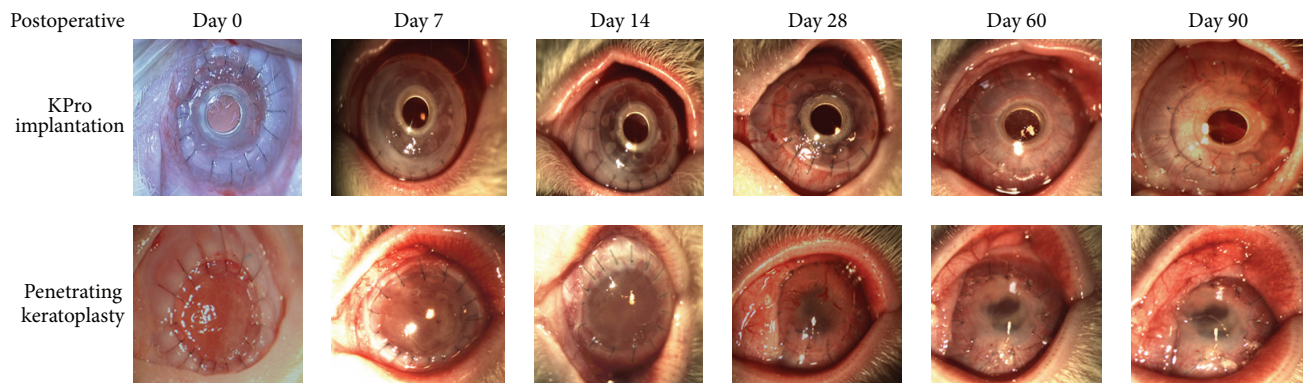 Postoperative Day 0 Day 7 Day 14 Day 28 Day 60 Day 90
KPro
implantation
Penetrating
keratoplasty